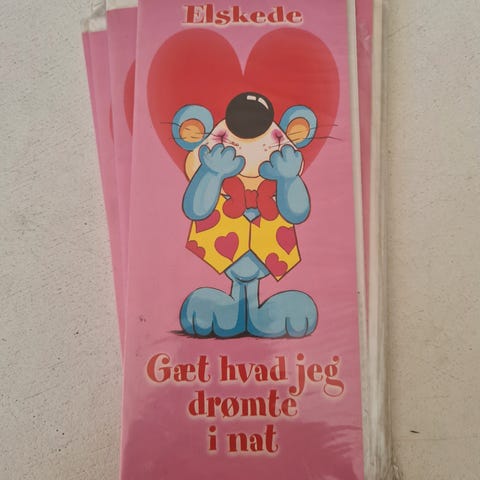 Elskede
Gæt hvad jeg
drømte
i nat